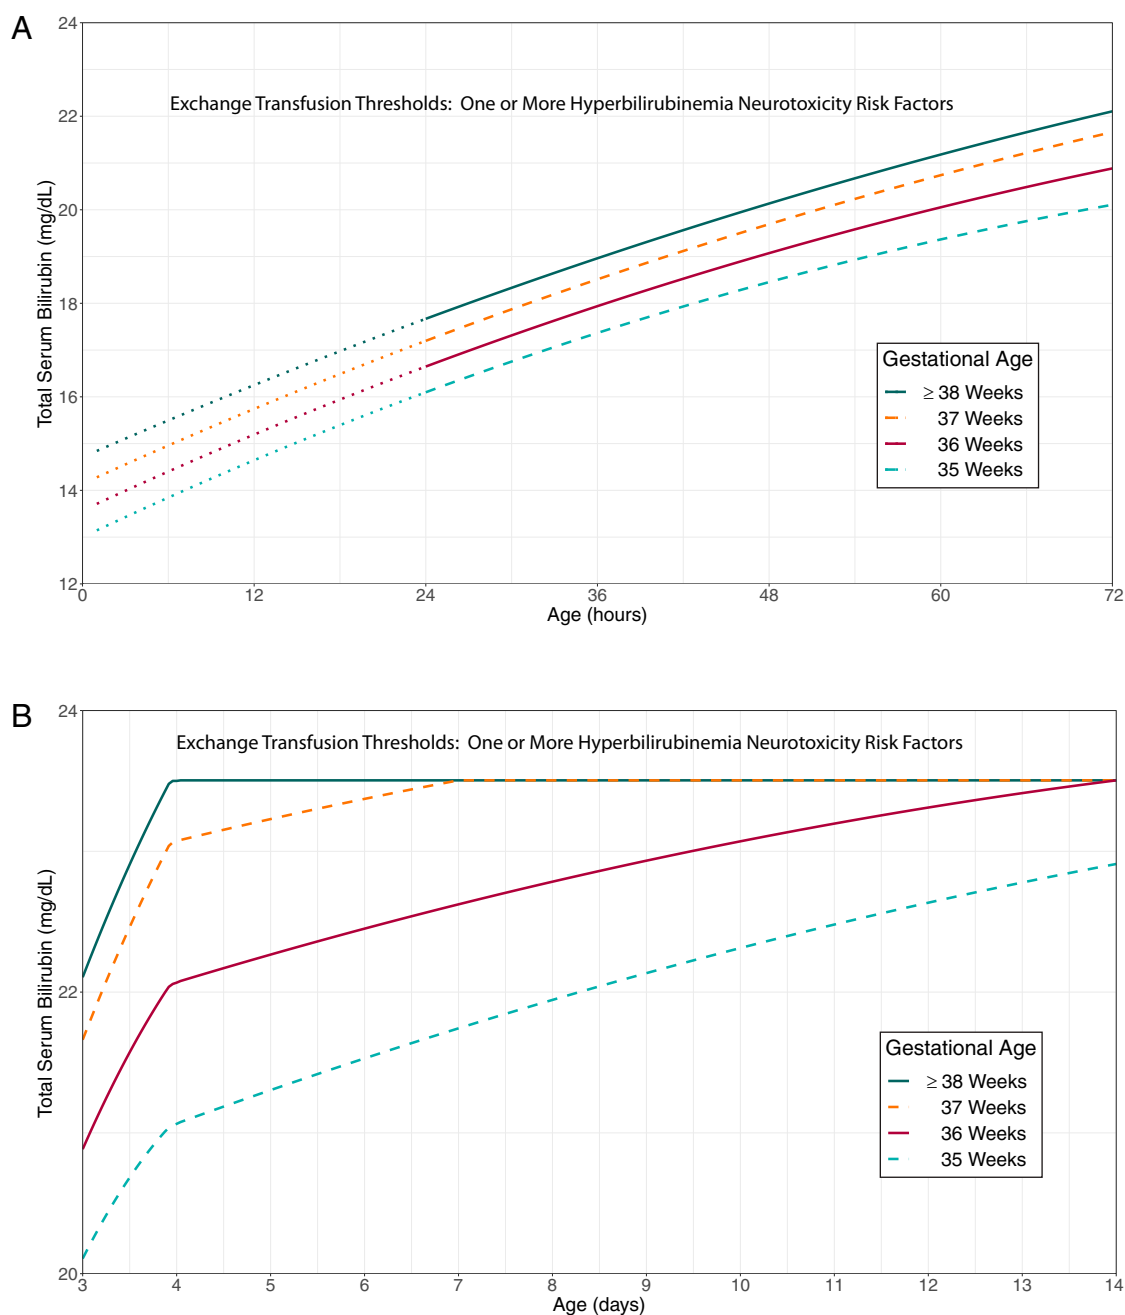 A
Exchange Transfusion Thresholds: One or More Hyperbilirubinemia Neurotoxicity Risk Factors
Total Serum Bilirubin (mg/dL)
24
22
20
18
16
14
12
Gestational Age
≥ 38 Weeks
37 Weeks
36 Weeks
35 Weeks
0 12 24 36 48 60 72
Age (hours)
B
Exchange Transfusion Thresholds: One or More Hyperbilirubinemia Neurotoxicity Risk Factors
Total Serum Bilirubin (mg/dL)
24
22
20
Gestational Age
≥ 38 Weeks
37 Weeks
36 Weeks
35 Weeks
3 4 5 6 7 8 9 10 11 12 13 14
Age (days)